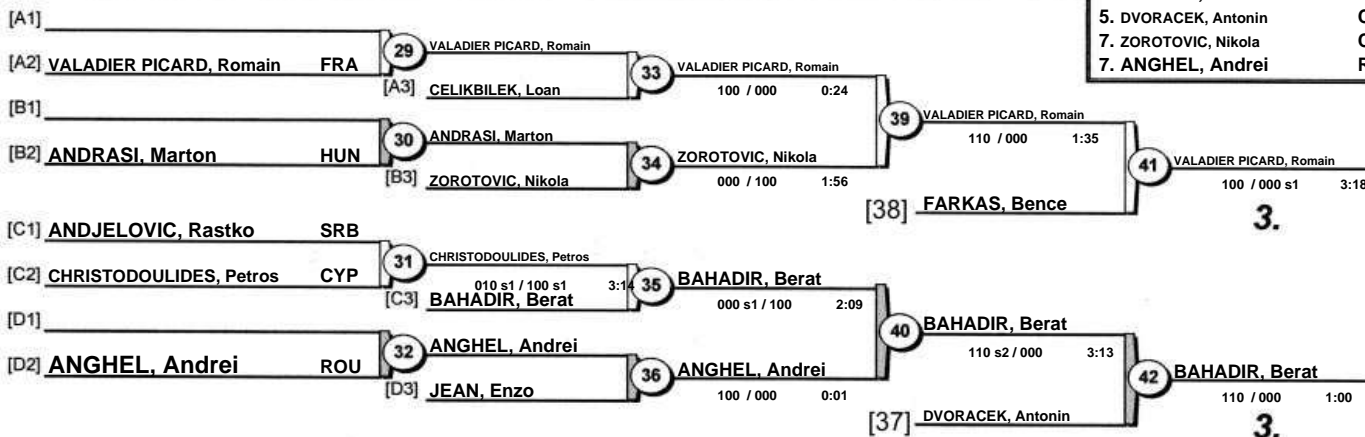 5. DVORACEK, Antonin
7. ZOROTOVIC, Nikola
7. ANGHEL, Andrei
[A1]
[A2] VALADIER PICARD, Romain FRA
29
VALADIER PICARD, Romain
[A3] CELIKBILEK, Loan
33
VALADIER PICARD, Romain
100 / 000 0:24
[B1]
[B2] ANDRASI, Marton HUN
30
ANDRASI, Marton
[B3] ZOROTOVIC, Nikola
34
ZOROTOVIC, Nikola
000 / 100 1:56
39
VALADIER PICARD, Romain
110 / 000 1:35
[38] FARKAS, Bence
41
VALADIER PICARD, Romain
100 / 000 s1 3:18
3.
[C1] ANDJELOVIC, Rastko SRB
[C2] CHRISTODOULIDES, Petros CYP
31
CHRISTODOULIDES, Petros
010 s1 / 100 s1 3:14
[C3] BAHADIR, Berat
35
BAHADIR, Berat
000 s1 / 100 2:09
[D1]
[D2] ANGHEL, Andrei ROU
32
ANGHEL, Andrei
[D3] JEAN, Enzo
36
ANGHEL, Andrei
100 / 000 0:01
40
BAHADIR, Berat
110 s2 / 000 3:13
[37] DVORACEK, Antonin
42
BAHADIR, Berat
110 / 000 1:00
3.